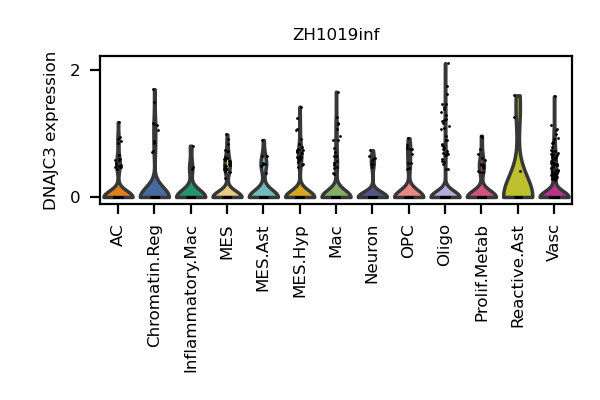 ZH1019inf
DNAJC3 expression
2
0
AC
Chromatin.Reg
Inflammatory.Mac
MES
MES.Ast
MES.Hyp
Mac
Neuron
OPC
Oligo
Prolif.Metab
Reactive.Ast
Vasc